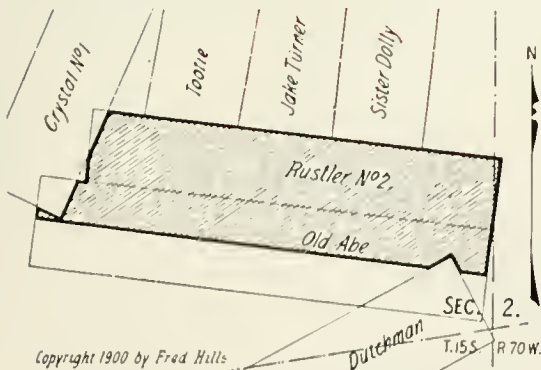 Crystal Nº1
Tootie
Jake Turner
Sister Dolly
N
Rustler Nº2.
Old Abe
SEC. 2.
Dutchman
T.15S. R 70 W.
Copyright 1900 by Fred Hills